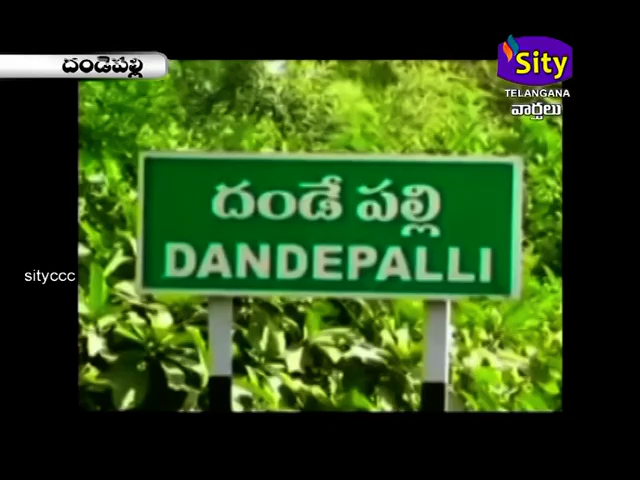 దండెపల్లి
Sity
TELANGANA
వార్తలు
దండే పల్లి
DANDEPALLI
sityccc